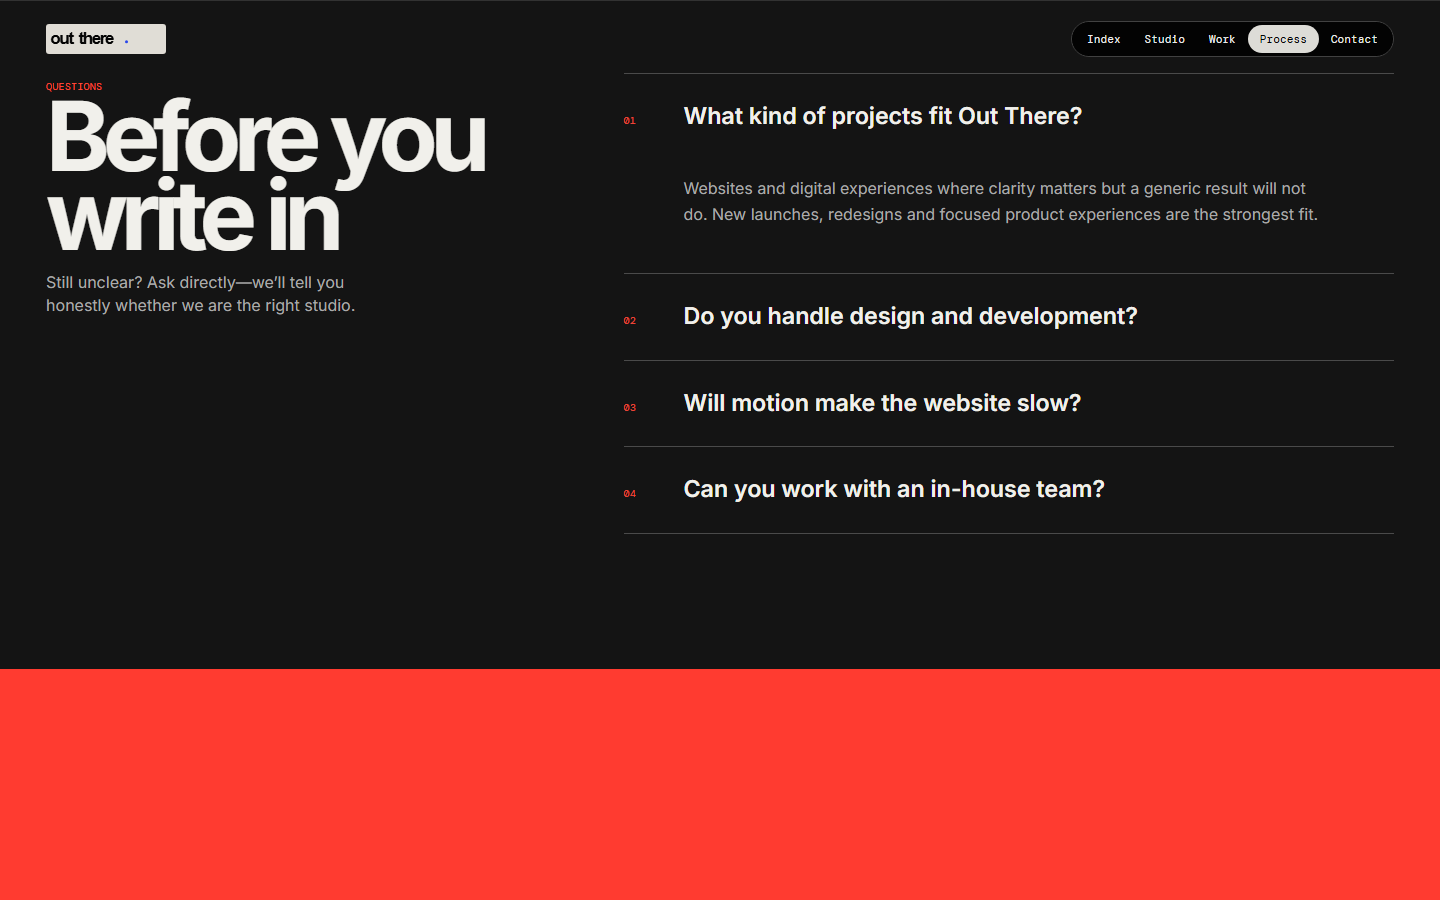 out there .
Index Studio Work Process Contact
QUESTIONS
Before you
write in
Still unclear? Ask directly—we’ll tell you
honestly whether we are the right studio.
01 What kind of projects fit Out There?
Websites and digital experiences where clarity matters but a generic result will not
do. New launches, redesigns and focused product experiences are the strongest fit.
02 Do you handle design and development?
03 Will motion make the website slow?
04 Can you work with an in-house team?